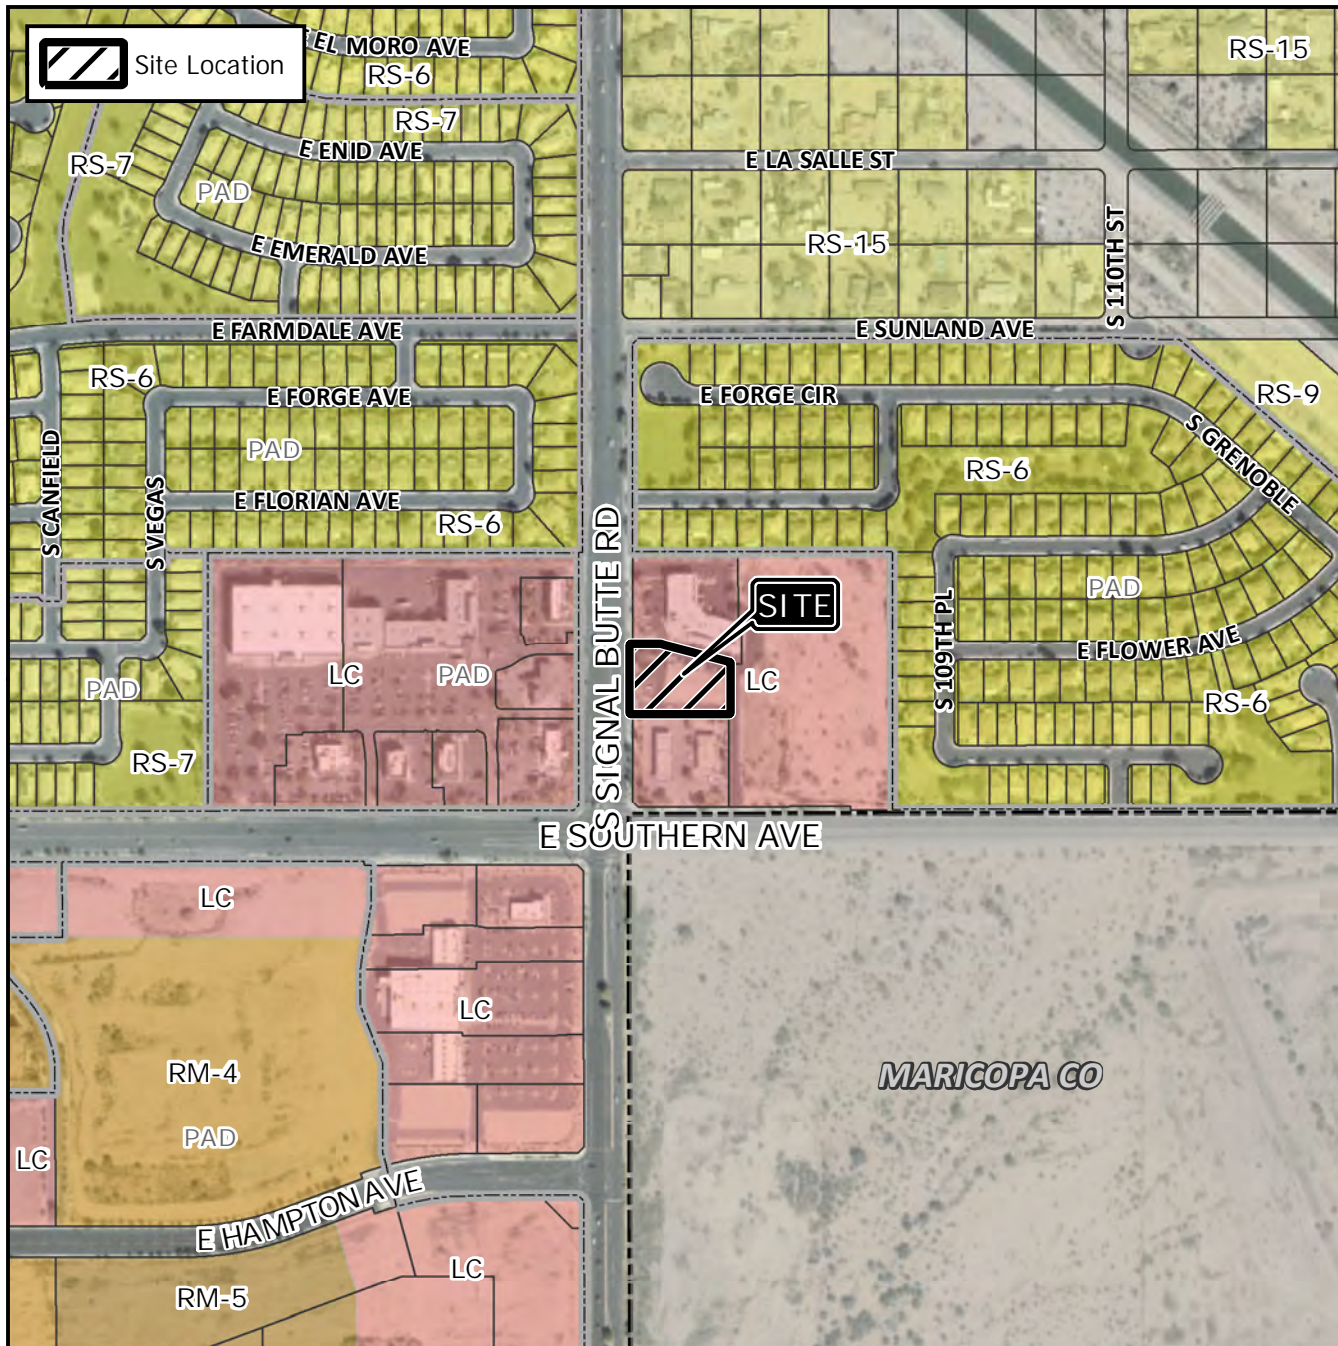 Site Location
E EL MORO AVE
RS-6
RS-15
RS-7
E ENID AVE
RS-7
E LA SALLE ST
PAD
RS-15
S 110TH ST
E EMERALD AVE
E FARMDALE AVE
E SUNLAND AVE
RS-6
E FORGE AVE
E FORGE CIR
RS-9
S GRENOBLE
PAD
RS-6
S CANFIELD
S VEGAS
E FLORIAN AVE
RS-6
S SIGNAL BUTTE RD
SITE
PAD
S 109TH PL
E FLOWER AVE
LC
PAD
LC
PAD
RS-6
RS-7
E SOUTHERN AVE
LC
LC
RM-4
MARICOPA CO
PAD
LC
E HAMPTON AVE
LC
RM-5